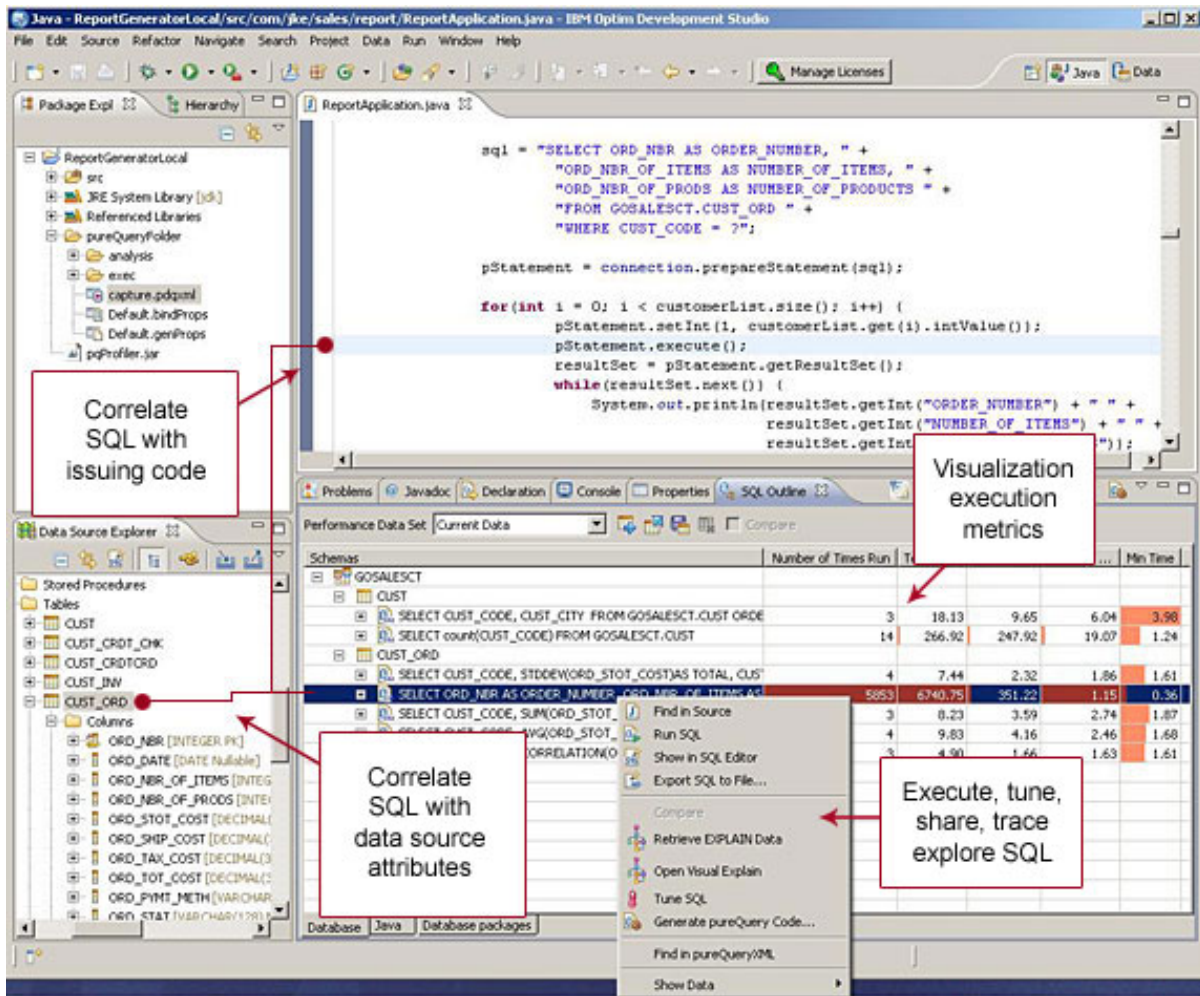 Java - ReportGeneratorLocal/src/com/jke/sales/report/ReportApplication.java - IBM Optim Development Studio
File Edit Source Refactor Navigate Search Project Data Run Window Help
Manage Licenses
Java
Data
Package Expl
Hierarchy
ReportGeneratorLocal
src
JRE System Library [jdk]
Referenced Libraries
pureQueryFolder
analysis
exec
capture.pdqxml
Default.bindProps
Default.genProps
pqProfiler.jar
ReportApplication.java
sql = "SELECT ORD_NBR AS ORDER_NUMBER, " +
"ORD_NBR_OF_ITEMS AS NUMBER_OF_ITEMS, " +
"ORD_NBR_OF_PRODS AS NUMBER_OF_PRODUCTS " +
"FROM GOSALESCT.CUST_ORD " +
"WHERE CUST_CODE = ?";
pStatement = connection.prepareStatement(sql);
for(int i = 0; i < customerList.size(); i++) {
pStatement.setInt(1, customerList.get(i).intValue());
pStatement.execute();
resultSet = pStatement.getResultSet();
while(resultSet.next()) {
System.out.println(resultSet.getInt("ORDER_NUMBER") + " " +
resultSet.getInt("NUMBER_OF_ITEMS") + " " +
resultSet.getInt "));
Correlate
SQL with
issuing code
Visualization
execution
metrics
Data Source Explorer
Stored Procedures
Tables
CUST
CUST_CRDT_CHK
CUST_CRDTCRD
CUST_INV
CUST_ORD
Columns
ORD_NBR [INTEGER PK]
ORD_DATE [DATE Nullable]
ORD_NBR_OF_ITEMS [INTEG
ORD_NBR_OF_PRODS [INTE
ORD_STOT_COST [DECIMAL(
ORD_SHIP_COST [DECIMAL(
ORD_TAX_COST [DECIMAL(3
ORD_TOT_COST [DECIMAL(
ORD_PYMT_METH [VARCHAR
ORD_STAT [VARCHAR(128)
Problems Javadoc Declaration Console Properties SQL Outline
Performance Data Set Current Data Compare
Schemas Number of Times Run ... Min Time
GOSALESCT
CUST
SELECT CUST_CODE, CUST_CITY FROM GOSALESCT.CUST ORDE 3 18.13 9.65 6.04 3.98
SELECT count(CUST_CODE) FROM GOSALESCT.CUST 14 266.92 247.92 19.07 1.24
CUST_ORD
SELECT CUST_CODE, STDDEV(ORD_STOT_COST)AS TOTAL, CUS 4 7.44 2.32 1.86 1.61
SELECT ORD_NBR AS ORDER_NUMBER, ORD_NBR_OF_ITEMS AS 5853 6740.75 351.22 1.15 0.36
SELECT CUST_CODE, SUM(ORD_STOT_ 3 8.23 3.59 2.74 1.87
AVG(ORD_STOT_ 4 9.83 4.16 2.46 1.68
CORRELATION(O 3 4.90 1.66 1.63 1.61
Find in Source
Run SQL
Show in SQL Editor
Export SQL to File...
Compare
Retrieve EXPLAIN Data
Open Visual Explain
Tune SQL
Generate pureQuery Code...
Find in pureQueryXML
Show Data
Correlate
SQL with
data source
attributes
Execute, tune,
share, trace
explore SQL
Database Java Database packages